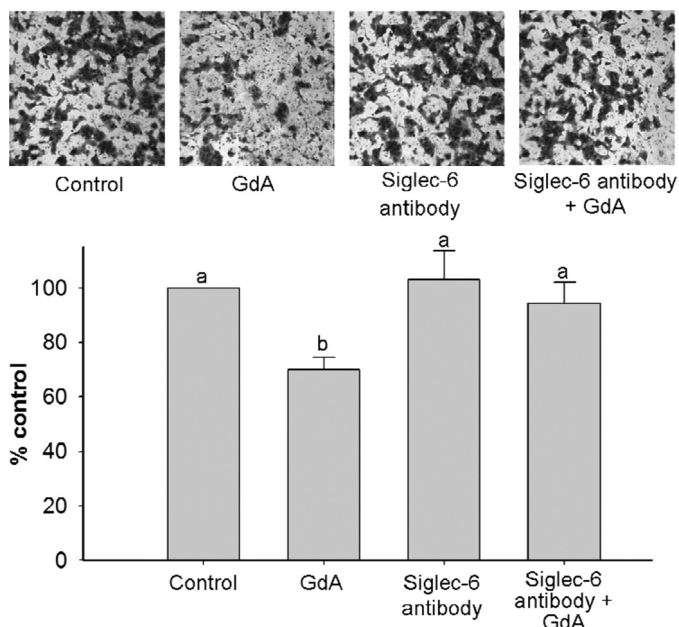 Control
GdA
Siglec-6
antibody
Siglec-6 antibody
+ GdA
% control
100
80
60
40
20
0
a
b
a
a
Control
GdA
Siglec-6
antibody
Siglec-6
antibody +
GdA